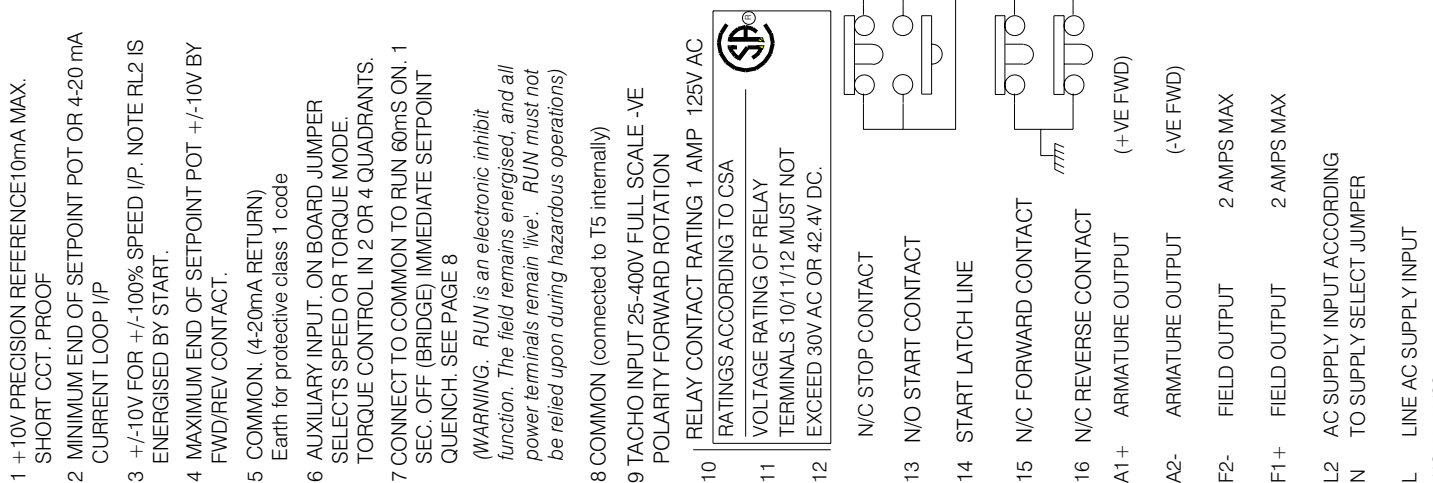 1 +10V PRECISION REFERENCE10mA MAX.
SHORT CCT. PROOF
2 MINIMUM END OF SETPOINT POT OR 4-20 mA
CURRENT LOOP I/P
3 +/-10V FOR +/-100% SPEED I/P. NOTE RL2 IS
ENERGISED BY START.
4 MAXIMUM END OF SETPOINT POT +/-10V BY
FWD/REV CONTACT.
5 COMMON. (4-20mA RETURN)
Earth for protective class 1 code
6 AUXILIARY INPUT. ON BOARD JUMPER
SELECTS SPEED OR TORQUE MODE.
TORQUE CONTROL IN 2 OR 4 QUADRANTS.
7 CONNECT TO COMMON TO RUN 60mS ON. 1
SEC. OFF (BRIDGE) IMMEDIATE SETPOINT
QUENCH. SEE PAGE 8
(WARNING. RUN is an electronic inhibit
function. The field remains energised, and all
power terminals remain 'live'. RUN must not
be relied upon during hazardous operations)
8 COMMON (connected to T5 internally)
9 TACHO INPUT 25-400V FULL SCALE -VE
POLARITY FORWARD ROTATION
10 RELAY CONTACT RATING 1 AMP 125V AC
RATINGS ACCORDING TO CSA
11 VOLTAGE RATING OF RELAY
TERMINALS 10/11/12 MUST NOT
12 EXCEED 30V AC OR 42.4V DC.
SA ®
N/C STOP CONTACT
13 N/O START CONTACT
14 START LATCH LINE
15 N/C FORWARD CONTACT
16 N/C REVERSE CONTACT
A1+ ARMATURE OUTPUT (+VE FWD)
A2- ARMATURE OUTPUT (-VE FWD)
F2- FIELD OUTPUT 2 AMPS MAX
F1+ FIELD OUTPUT 2 AMPS MAX
L2 AC SUPPLY INPUT ACCORDING
N TO SUPPLY SELECT JUMPER
L LINE AC SUPPLY INPUT